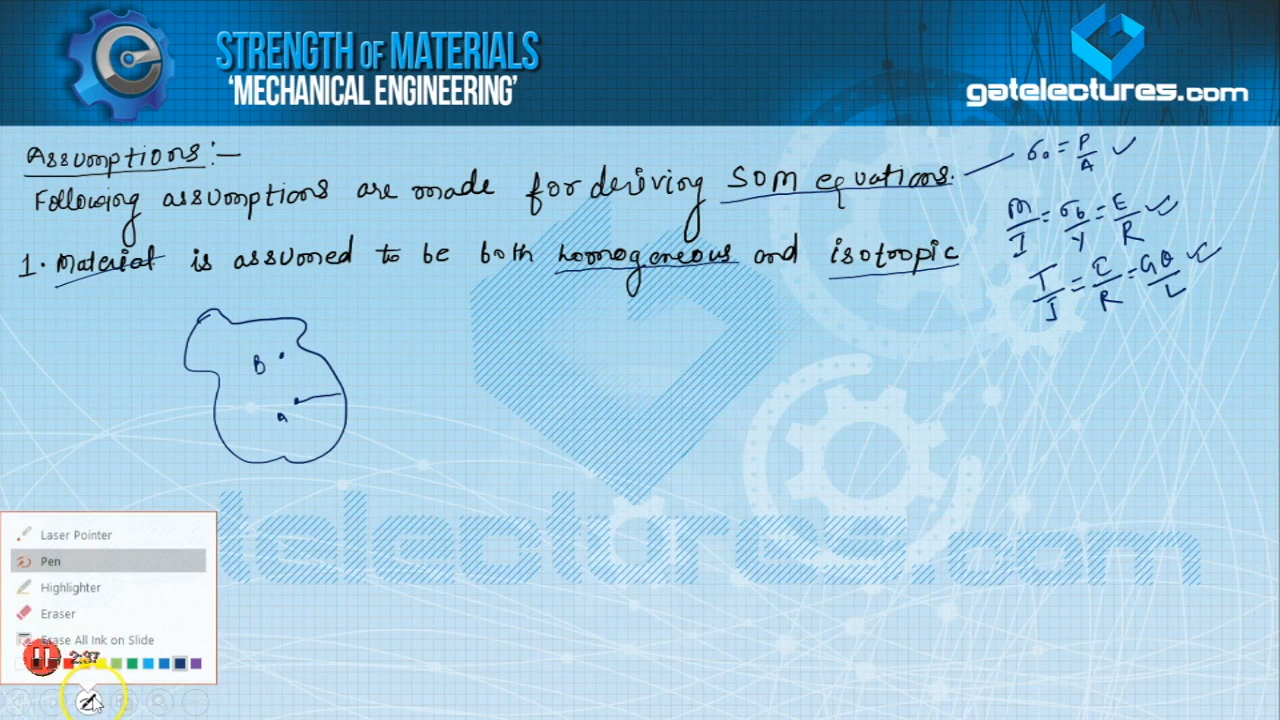 STRENGTH OF MATERIALS
'MECHANICAL ENGINEERING'
gatelectures.com
Assumptions:-
Following assumptions are made for deriving SOM equations.
σ₀ = P/A
M/I = σb/Y = E/R
T/J = τ/R = Gθ/L
1. Material is assumed to be both homogeneous and isotropic
B
A
telectures.com
Laser Pointer
Pen
Highlighter
Eraser
Erase All Ink on Slide
2:37